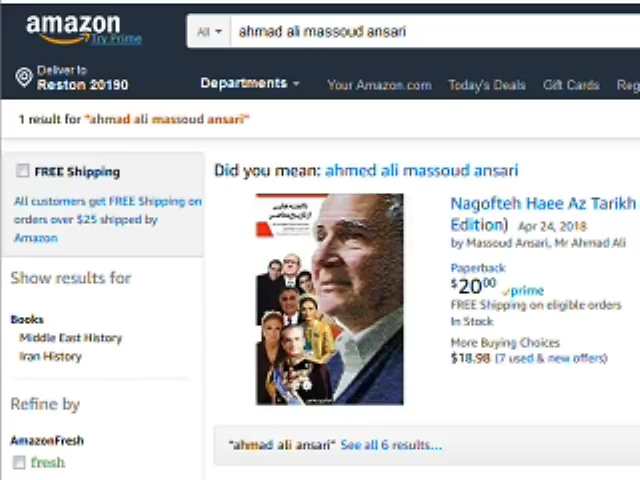 amazon
Try Prime
All
ahmad ali massoud ansari
Deliver to
Reston 20190
Departments
Your Amazon.com
Today's Deals
Gift Cards
Reg
1 result for "ahmad ali massoud ansari"
FREE Shipping
All customers get FREE Shipping on
orders over $25 shipped by
Amazon
Show results for
Books
Middle East History
Iran History
Refine by
AmazonFresh
fresh
Did you mean: ahmed ali massoud ansari
Nagofteh Haee Az Tarikh
Edition) Apr 24, 2018
by Massoud Ansari, Mr Ahmad Ali
Paperback
$2000 prime
FREE Shipping on eligible orders
In Stock
More Buying Choices
$18.98 (7 used & new offers)
"ahmad ali ansari" See all 6 results...